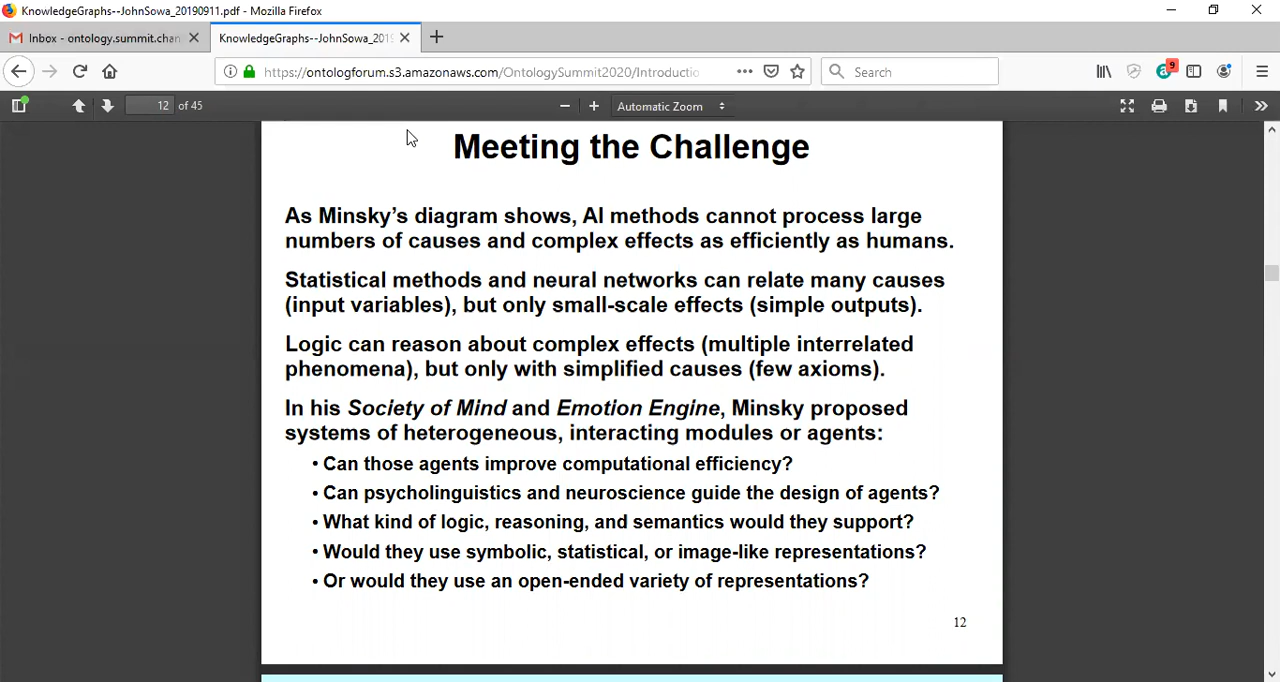 KnowledgeGraphs--JohnSowa_20190911.pdf - Mozilla Firefox
Inbox - ontology.summit.chan
KnowledgeGraphs--JohnSowa_201
https://ontologforum.s3.amazonaws.com/OntologySummit2020/Introductio
Search
9
12 of 45
Automatic Zoom
Meeting the Challenge
As Minsky's diagram shows, AI methods cannot process large
numbers of causes and complex effects as efficiently as humans.
Statistical methods and neural networks can relate many causes
(input variables), but only small-scale effects (simple outputs).
Logic can reason about complex effects (multiple interrelated
phenomena), but only with simplified causes (few axioms).
In his Society of Mind and Emotion Engine, Minsky proposed
systems of heterogeneous, interacting modules or agents:
• Can those agents improve computational efficiency?
• Can psycholinguistics and neuroscience guide the design of agents?
• What kind of logic, reasoning, and semantics would they support?
• Would they use symbolic, statistical, or image-like representations?
• Or would they use an open-ended variety of representations?
12